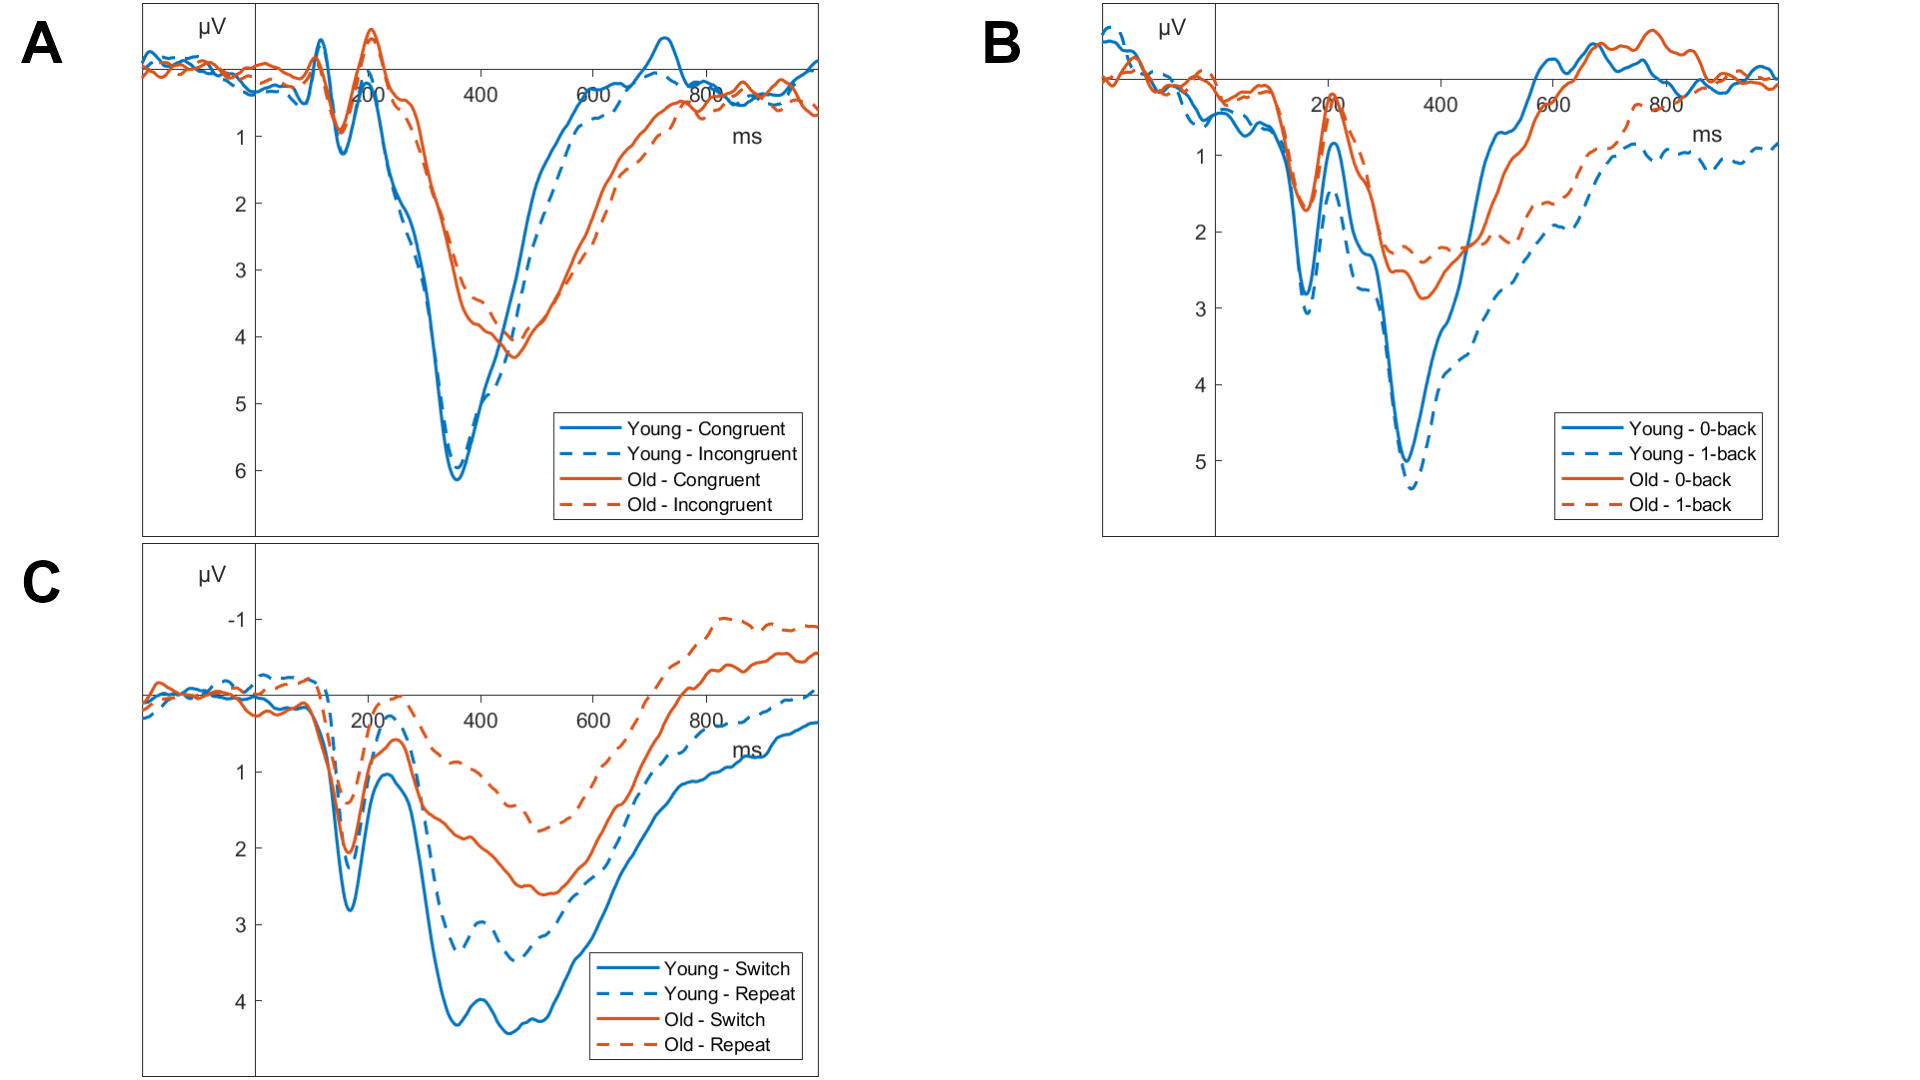 A
µV
200 400 600 800
ms
1
2
3
4
5
6
Young - Congruent
Young - Incongruent
Old - Congruent
Old - Incongruent
B
µV
200 400 600 800
ms
1
2
3
4
5
Young - 0-back
Young - 1-back
Old - 0-back
Old - 1-back
C
µV
-1
200 400 600 800
ms
1
2
3
4
Young - Switch
Young - Repeat
Old - Switch
Old - Repeat